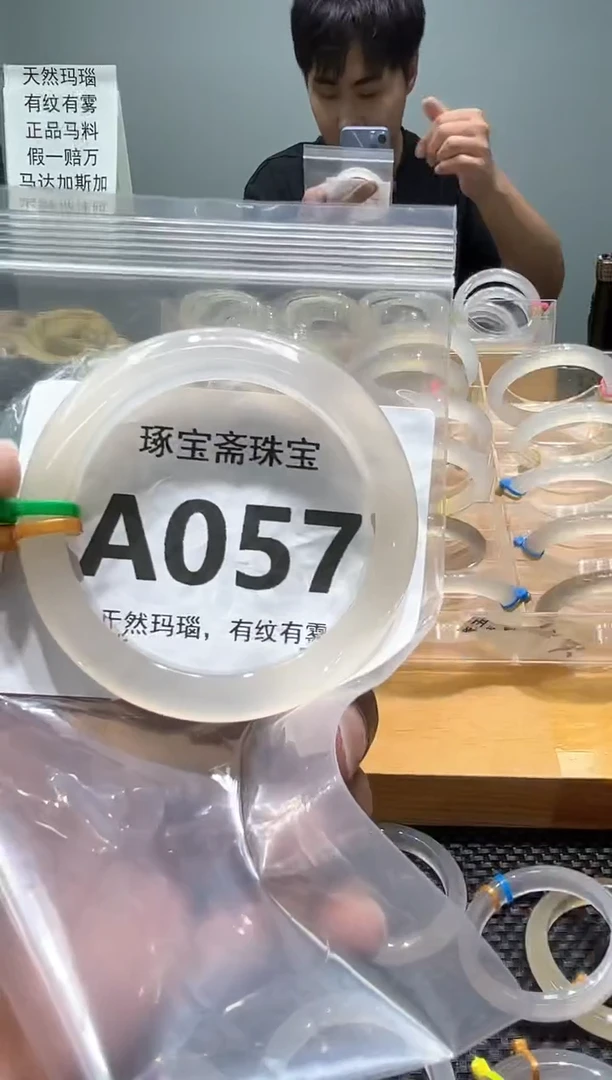 天然玛瑙
有纹有雾
正品马料
假一赔万
马达加斯加
琢宝斋珠宝
A057
天然玛瑙，有纹有雾